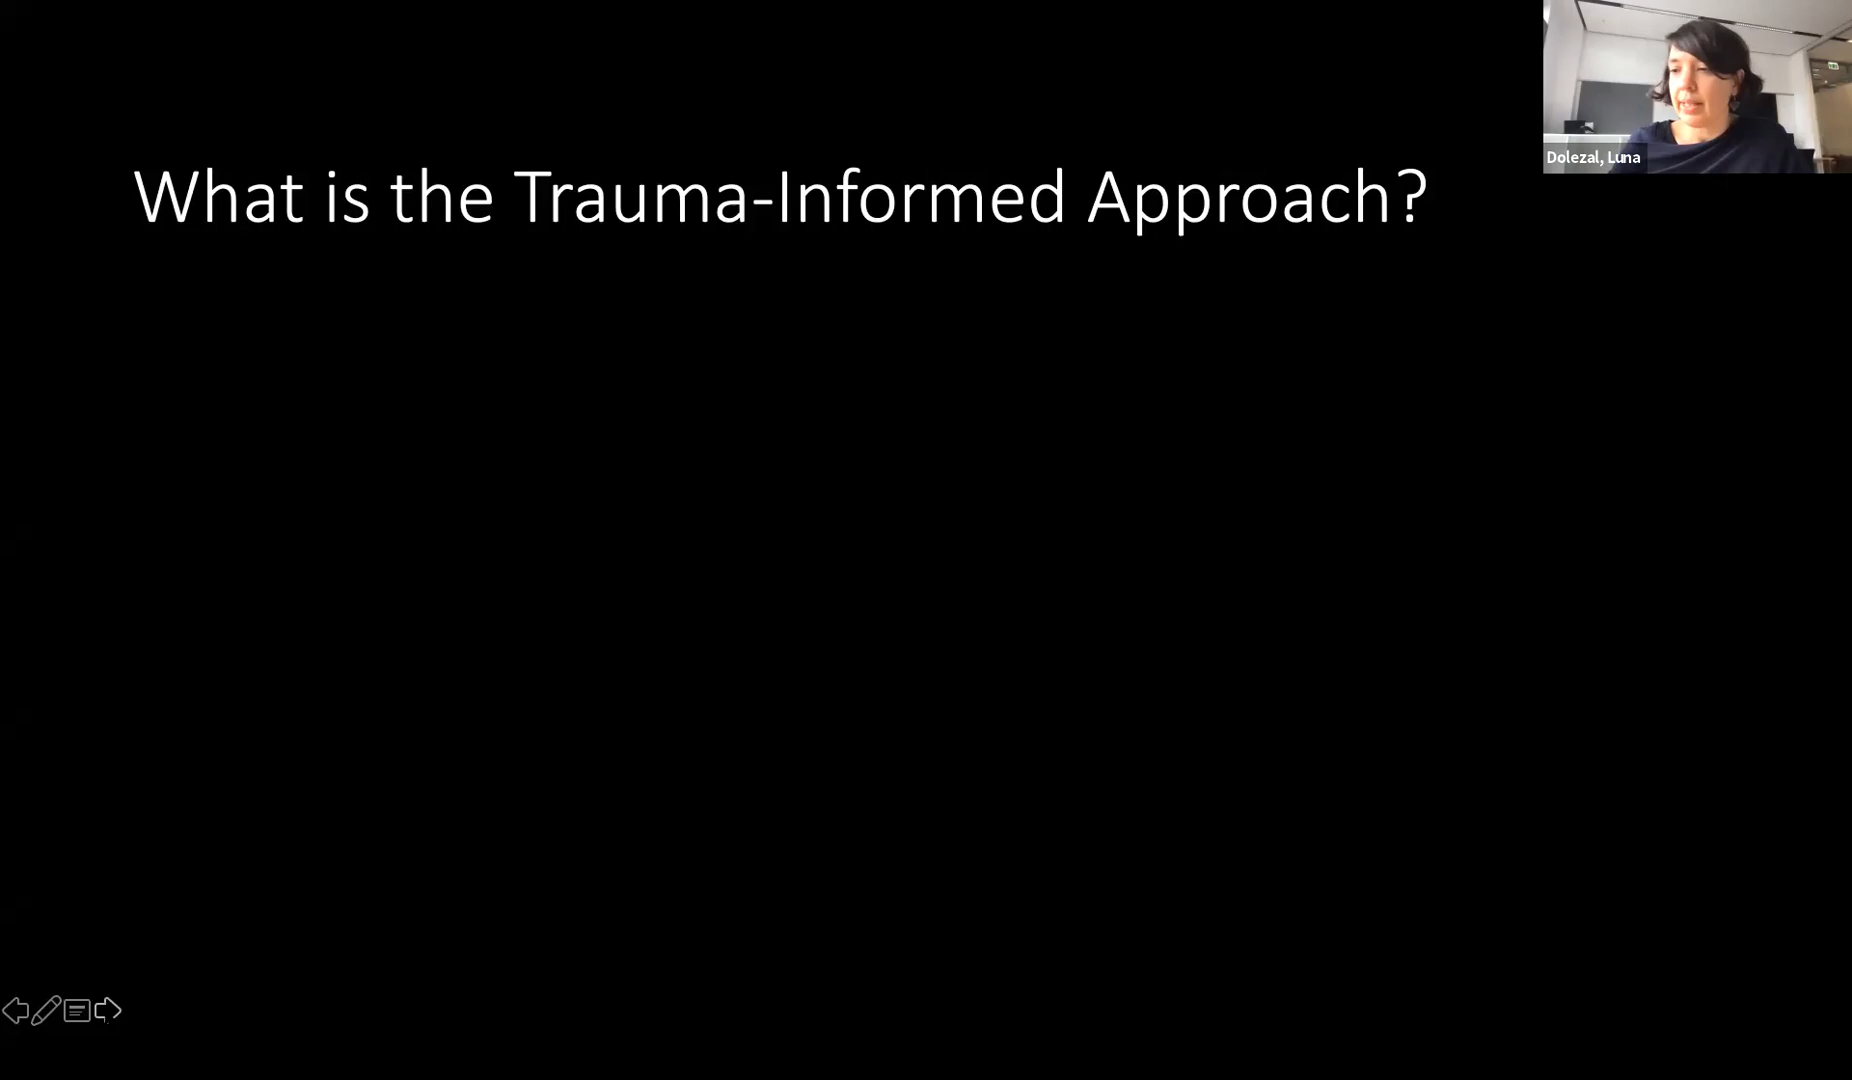 What is the Trauma-Informed Approach?
Dolezal, Luna